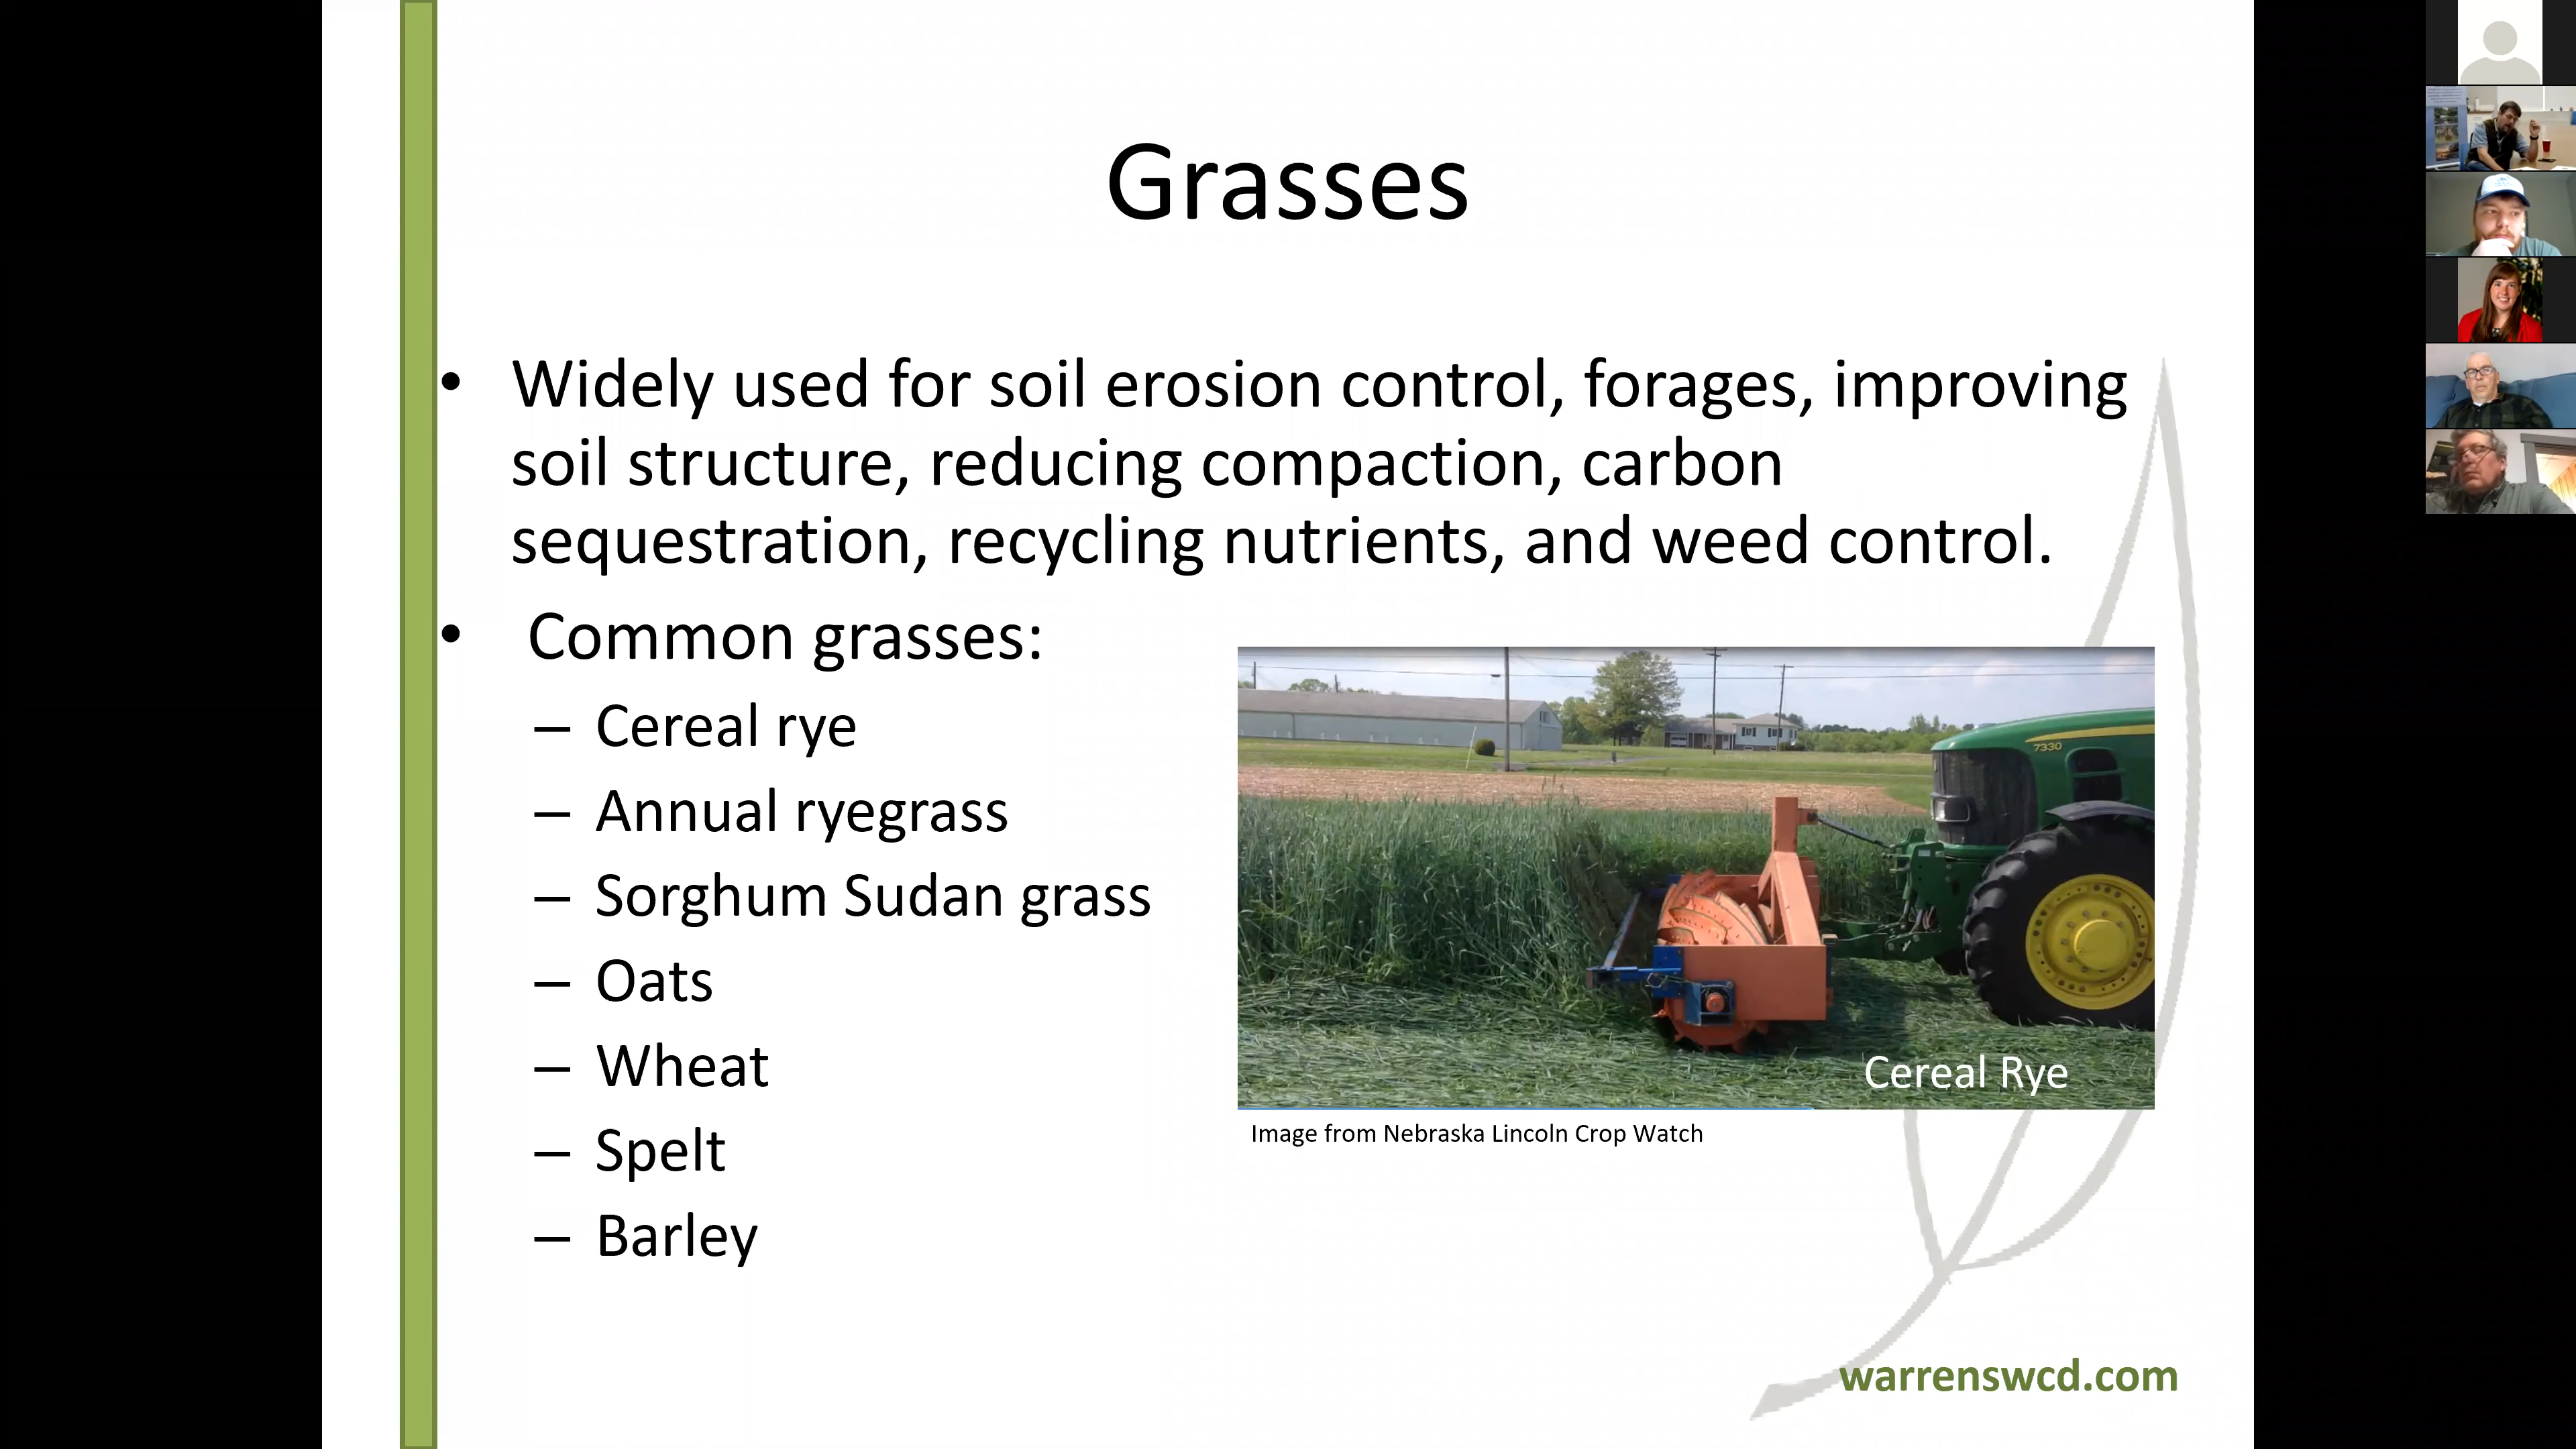 Grasses
• Widely used for soil erosion control, forages, improving
soil structure, reducing compaction, carbon
sequestration, recycling nutrients, and weed control.
• Common grasses:
– Cereal rye
– Annual ryegrass
– Sorghum Sudan grass
– Oats
– Wheat
– Spelt
– Barley
7330
Cereal Rye
Image from Nebraska Lincoln Crop Watch
warrenswcd.com